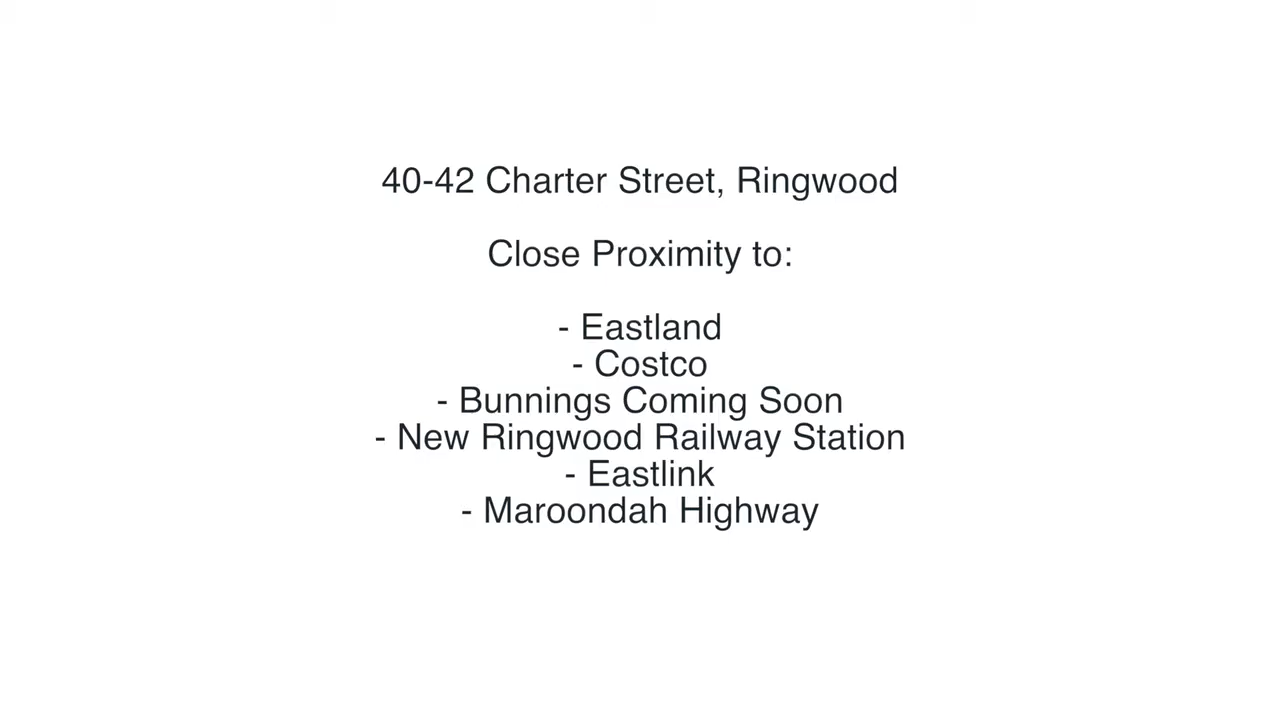 40-42 Charter Street, Ringwood
Close Proximity to:
- Eastland
- Costco
- Bunnings Coming Soon
- New Ringwood Railway Station
- Eastlink
- Maroondah Highway